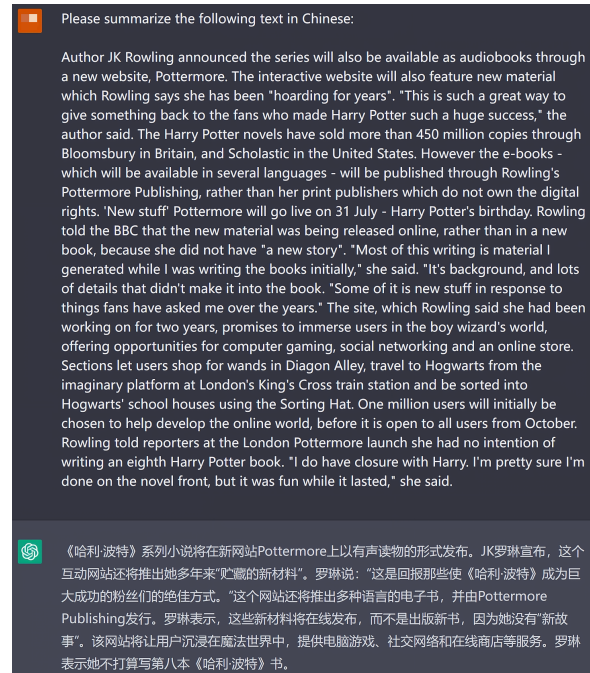 Please summarize the following text in Chinese:
Author JK Rowling announced the series will also be available as audiobooks through
a new website, Pottermore. The interactive website will also feature new material
which Rowling says she has been "hoarding for years". "This is such a great way to
give something back to the fans who made Harry Potter such a huge success," the
author said. The Harry Potter novels have sold more than 450 million copies through
Bloomsbury in Britain, and Scholastic in the United States. However the e-books -
which will be available in several languages - will be published through Rowling's
Pottermore Publishing, rather than her print publishers which do not own the digital
rights. 'New stuff' Pottermore will go live on 31 July - Harry Potter's birthday. Rowling
told the BBC that the new material was being released online, rather than in a new
book, because she did not have "a new story". "Most of this writing is material I
generated while I was writing the books initially," she said. "It's background, and lots
of details that didn't make it into the book. "Some of it is new stuff in response to
things fans have asked me over the years." The site, which Rowling said she had been
working on for two years, promises to immerse users in the boy wizard's world,
offering opportunities for computer gaming, social networking and an online store.
Sections let users shop for wands in Diagon Alley, travel to Hogwarts from the
imaginary platform at London's King's Cross train station and be sorted into
Hogwarts' school houses using the Sorting Hat. One million users will initially be
chosen to help develop the online world, before it is open to all users from October.
Rowling told reporters at the London Pottermore launch she had no intention of
writing an eighth Harry Potter book. "I do have closure with Harry. I'm pretty sure I'm
done on the novel front, but it was fun while it lasted," she said.
《哈利·波特》系列小说将在新网站Pottermore上以有声读物的形式发布。JK罗琳宣布，这个
互动网站还将推出她多年来“贮藏的新材料”。罗琳说：“这是回报那些使《哈利·波特》成为巨
大成功的粉丝们的绝佳方式。”这个网站还将推出多种语言的电子书，并由Pottermore
Publishing发行。罗琳表示，这些新材料将在线发布，而不是出版新书，因为她没有“新故
事”。该网站将让用户沉浸在魔法世界中，提供电脑游戏、社交网络和在线商店等服务。罗琳
表示她不打算写第八本《哈利·波特》书。